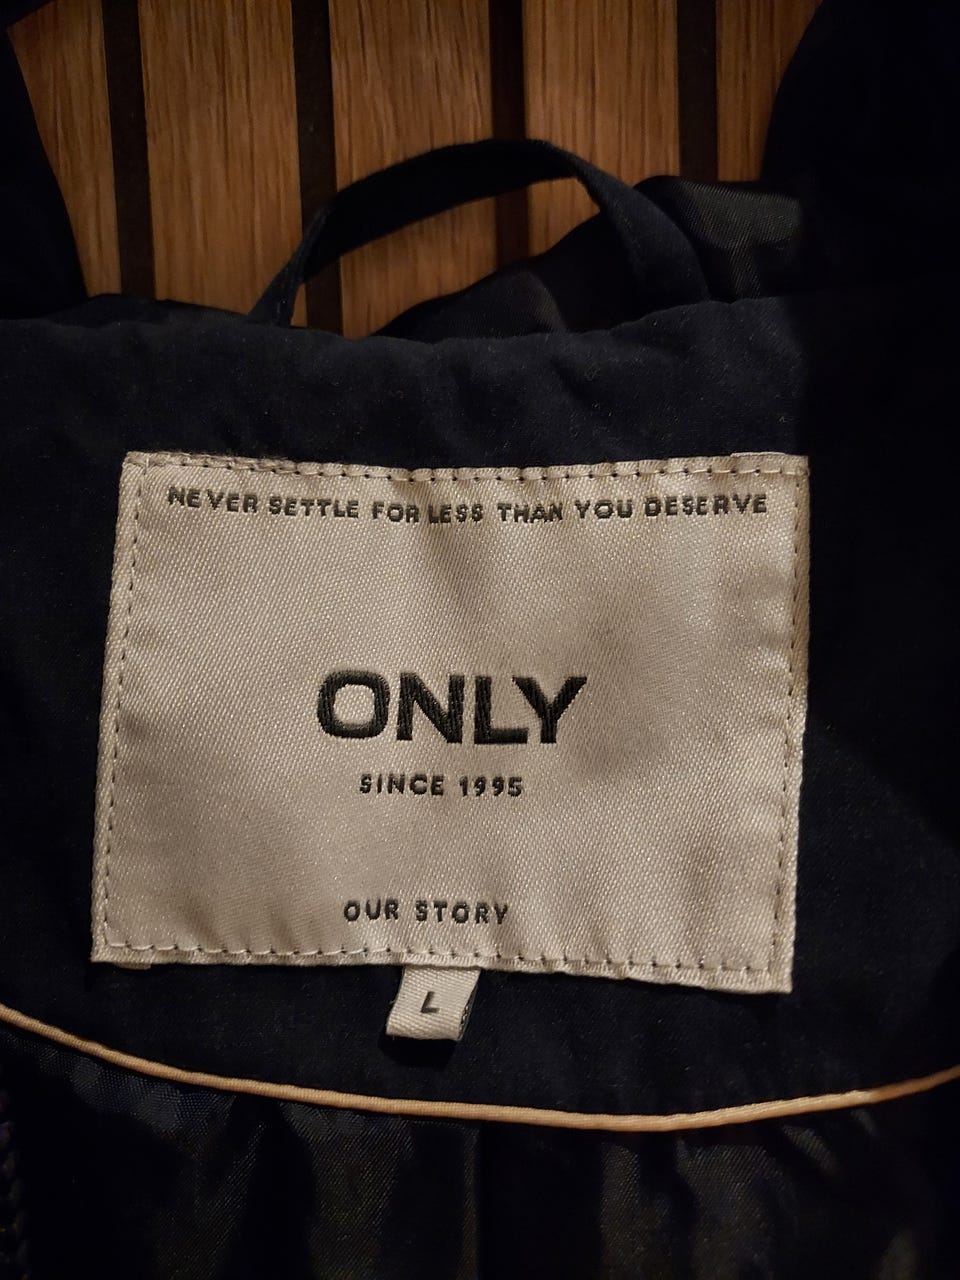 NEVER SETTLE FOR LESS THAN YOU DESERVE
ONLY
SINCE 1995
OUR STORY
L